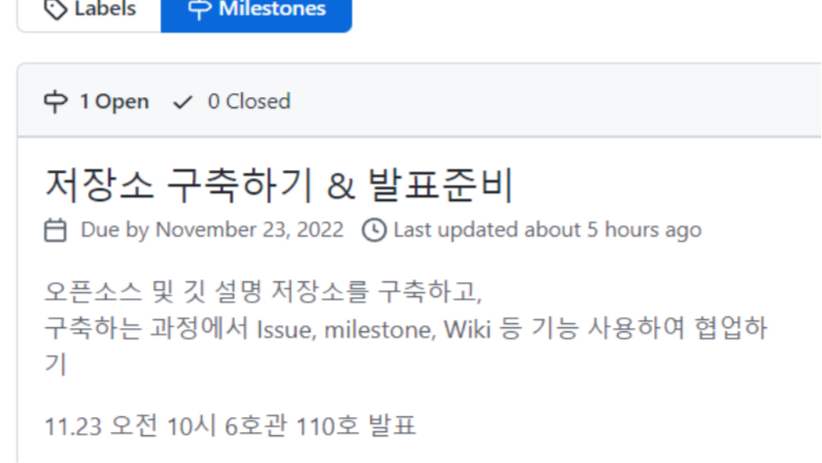 Labels Milestones
1 Open 0 Closed
저장소 구축하기 & 발표준비
Due by November 23, 2022 Last updated about 5 hours ago
오픈소스 및 깃 설명 저장소를 구축하고,
구축하는 과정에서 Issue, milestone, Wiki 등 기능 사용하여 협업하
기
11.23 오전 10시 6호관 110호 발표